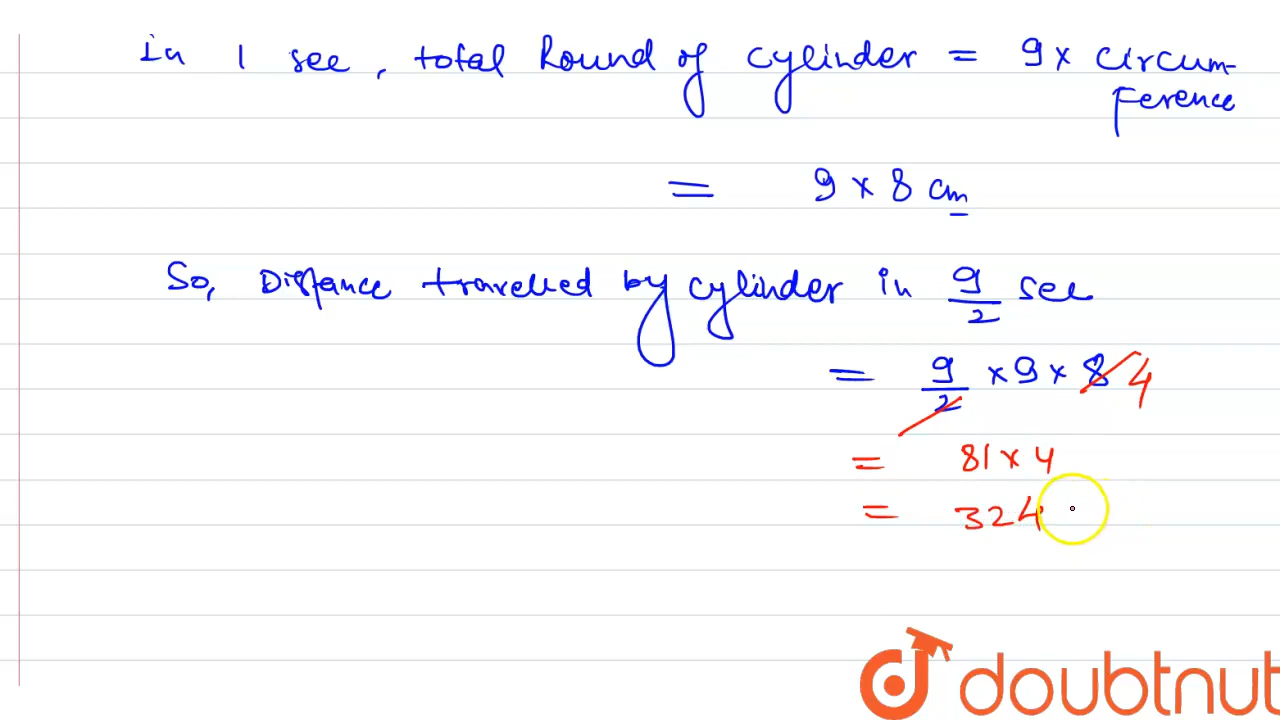 In 1 sec, total Round of cylinder = 9 × circum-
ference
= 9 × 8 cm
So, Distance travelled by cylinder in 9/2 sec
= 9/2 × 9 × 8 4
= 81 × 4
= 324
doubtnut